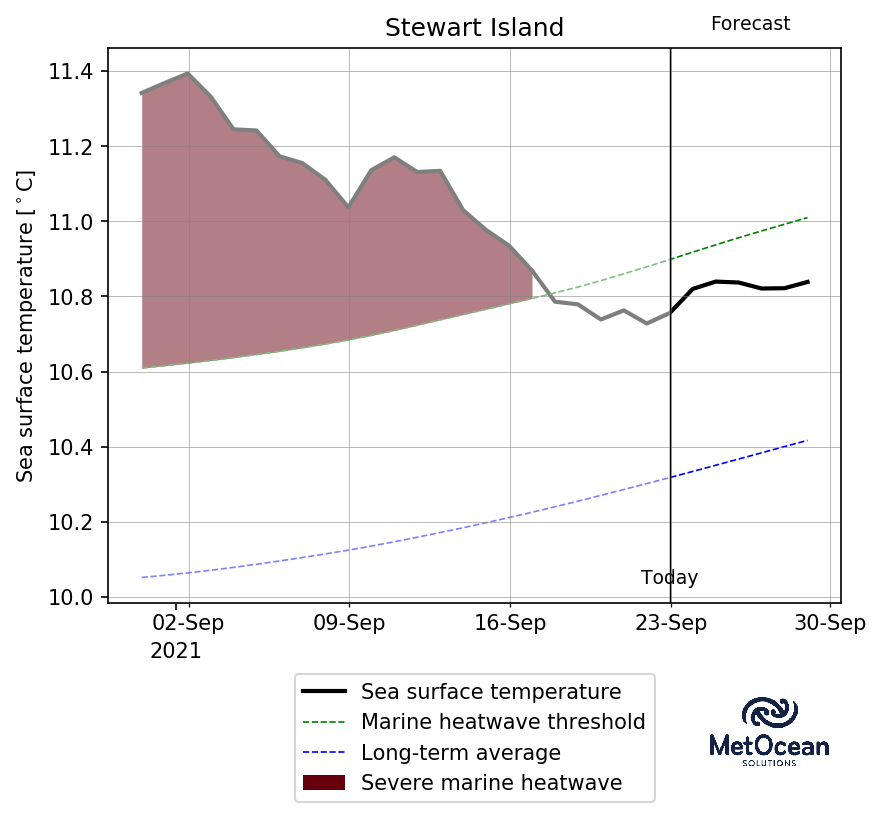 Stewart Island
Forecast
Sea surface temperature [°C]
11.4
11.2
11.0
10.8
10.6
10.4
10.2
10.0
Today
02-Sep
09-Sep
16-Sep
23-Sep
30-Sep
2021
Sea surface temperature
Marine heatwave threshold
Long-term average
Severe marine heatwave
MetOcean
SOLUTIONS